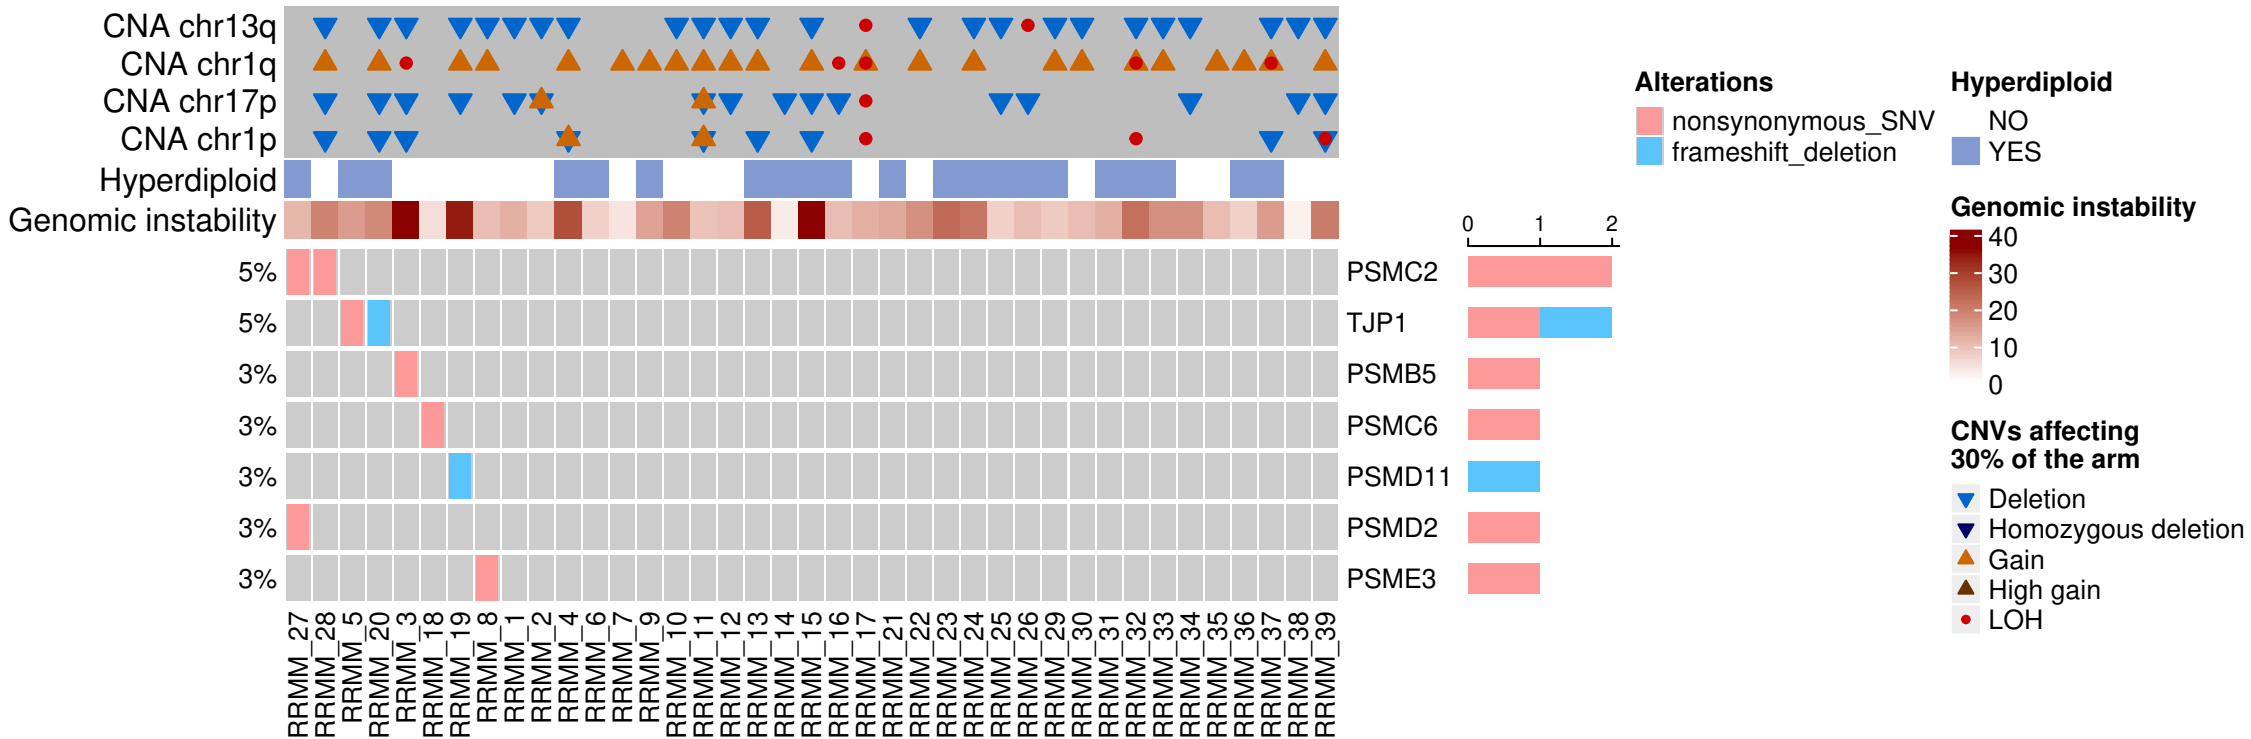 CNA chr13q
CNA chr1q
CNA chr17p
CNA chr1p
Hyperdiploid
Genomic instability
5%
5%
3%
3%
3%
3%
3%
PSMC2
TJP1
PSMB5
PSMC6
PSMD11
PSMD2
PSME3
0 1 2
RRMM_27
RRMM_28
RRMM_5
RRMM_20
RRMM_3
RRMM_18
RRMM_19
RRMM_8
RRMM_1
RRMM_2
RRMM_4
RRMM_6
RRMM_7
RRMM_9
RRMM_10
RRMM_11
RRMM_12
RRMM_13
RRMM_14
RRMM_15
RRMM_16
RRMM_17
RRMM_21
RRMM_22
RRMM_23
RRMM_24
RRMM_25
RRMM_26
RRMM_29
RRMM_30
RRMM_31
RRMM_32
RRMM_33
RRMM_34
RRMM_35
RRMM_36
RRMM_37
RRMM_38
RRMM_39
Alterations
nonsynonymous_SNV
frameshift_deletion
Hyperdiploid
NO
YES
Genomic instability
40
30
20
10
0
CNVs affecting
30% of the arm
Deletion
Homozygous deletion
Gain
High gain
LOH